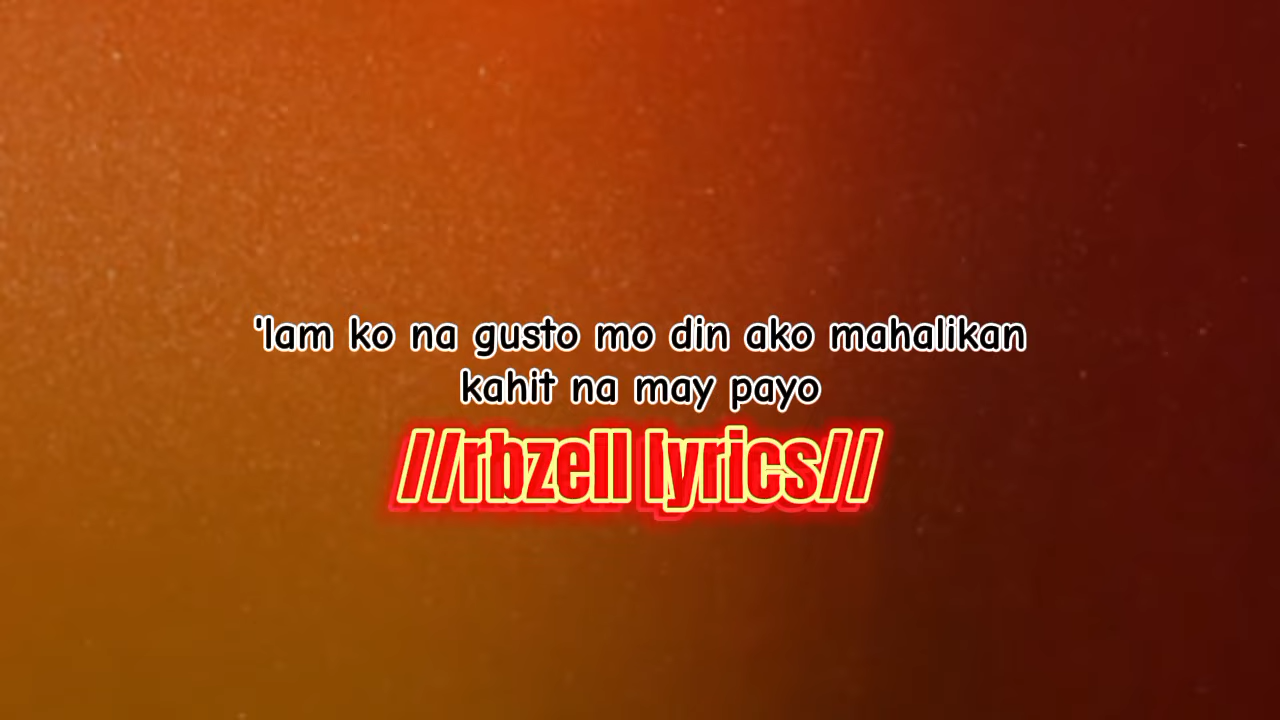 'lam ko na gusto mo din ako mahalikan
kahit na may payo
//rbzell lyrics//